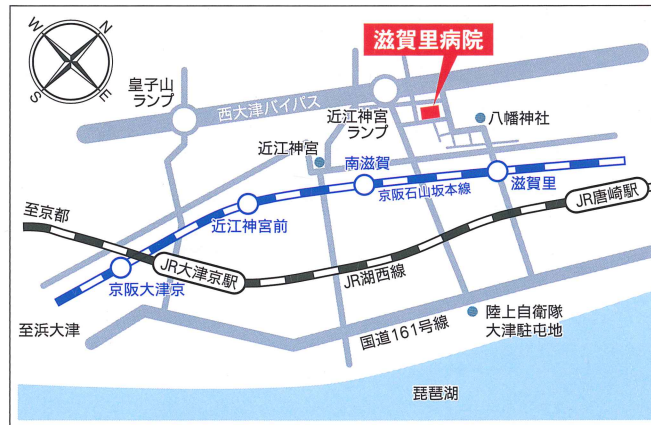 滋賀里病院
N
W
S
E
皇子山
ランプ
西大津バイパス
近江神宮
ランプ
八幡神社
近江神宮
南滋賀
京阪石山坂本線
滋賀里
JR唐崎駅
至京都
近江神宮前
JR大津京駅
JR湖西線
京阪大津京
至浜大津
国道161号線
陸上自衛隊
大津駐屯地
琵琶湖